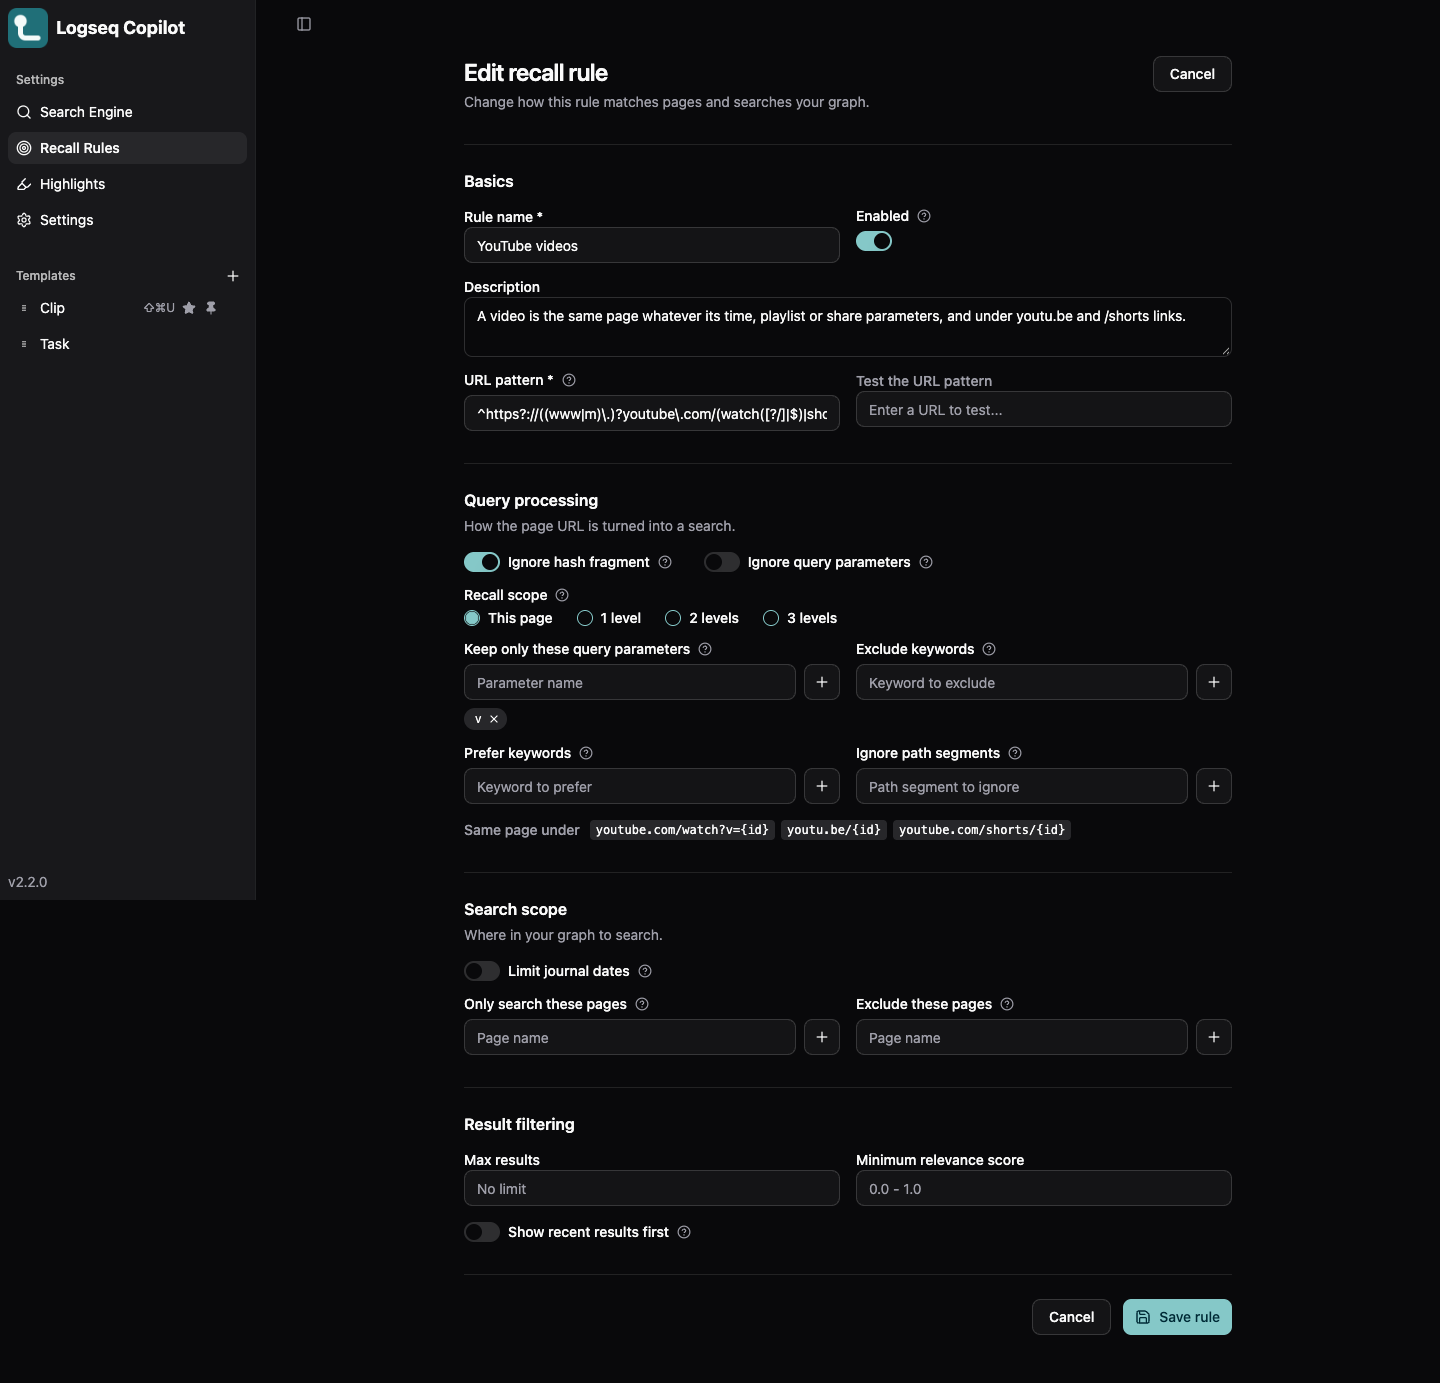 Logseq Copilot
Settings
Search Engine
Recall Rules
Highlights
Settings
Templates
Clip ⇧⌘U
Task
v2.2.0
Edit recall rule
Cancel
Change how this rule matches pages and searches your graph.
Basics
Rule name *
Enabled
YouTube videos
Description
A video is the same page whatever its time, playlist or share parameters, and under youtu.be and /shorts links.
URL pattern *
Test the URL pattern
^https?://((www|m)\.)?youtube\.com/(watch([?/]|$)|sho
Enter a URL to test...
Query processing
How the page URL is turned into a search.
Ignore hash fragment
Ignore query parameters
Recall scope
This page
1 level
2 levels
3 levels
Keep only these query parameters
Exclude keywords
Parameter name
Keyword to exclude
v
Prefer keywords
Ignore path segments
Keyword to prefer
Path segment to ignore
Same page under youtube.com/watch?v={id} youtu.be/{id} youtube.com/shorts/{id}
Search scope
Where in your graph to search.
Limit journal dates
Only search these pages
Exclude these pages
Page name
Page name
Result filtering
Max results
Minimum relevance score
No limit
0.0 - 1.0
Show recent results first
Cancel
Save rule